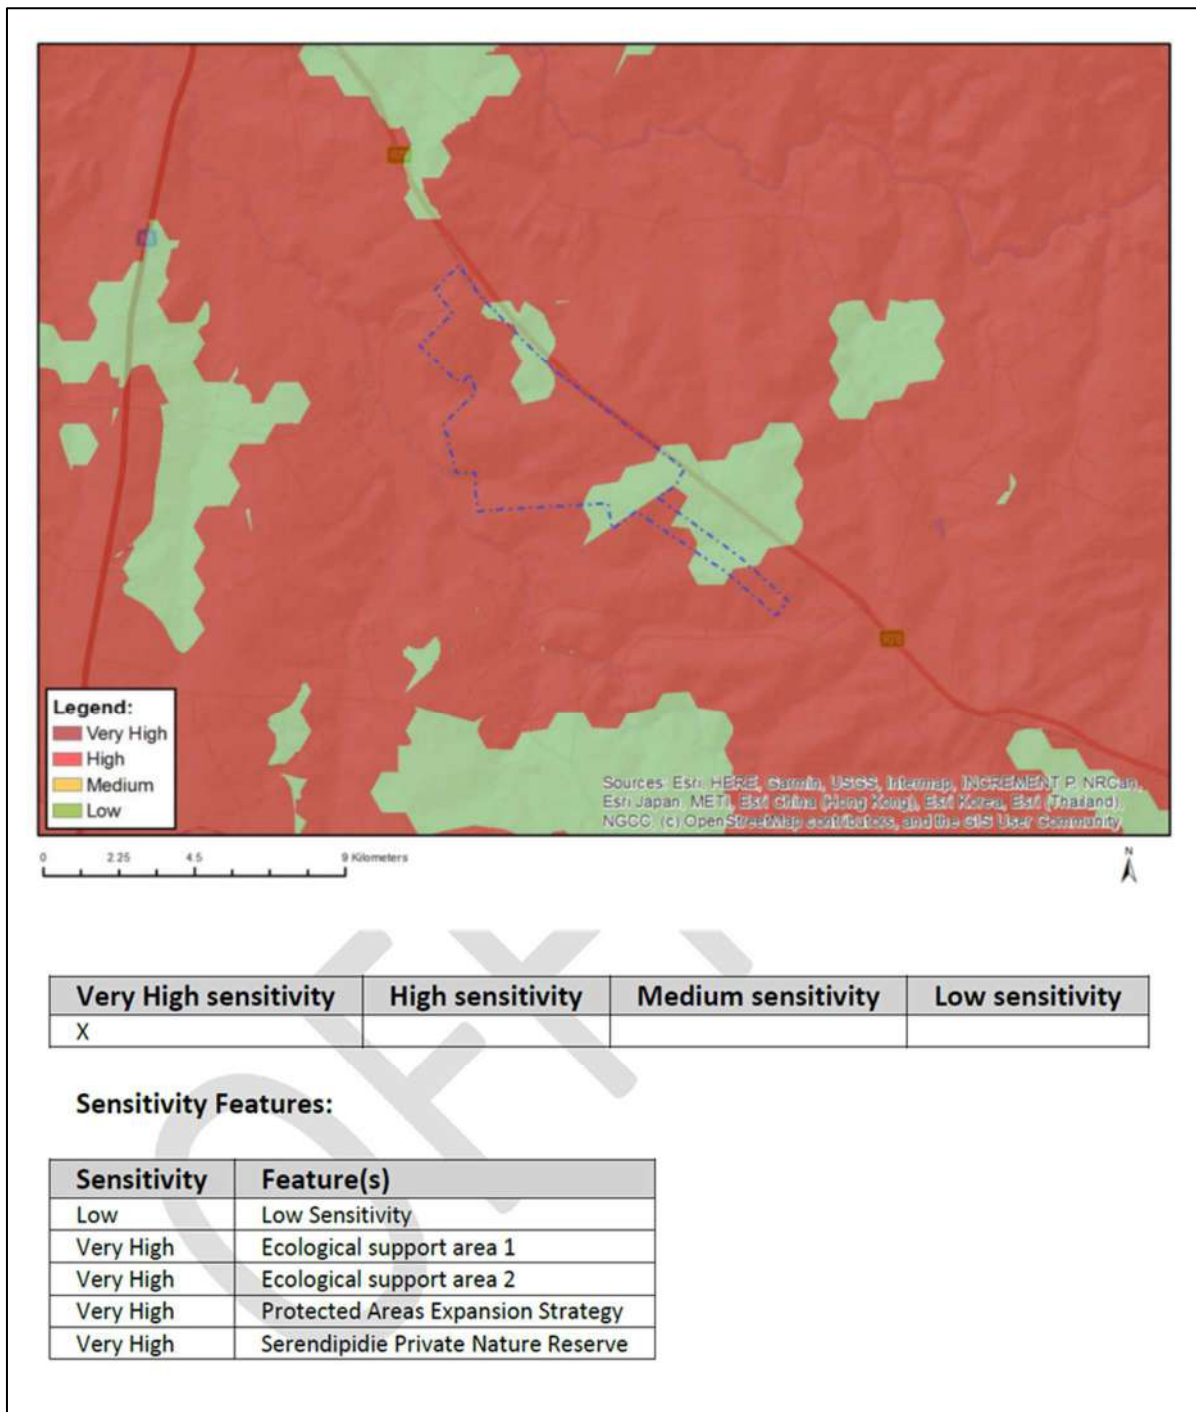 Legend:
Very High
High
Medium
Low
Sources: Esri, HERE, Garmin, USGS, Intermap, INCREMENT P, NRCan,
Esri Japan, METI, Esri China (Hong Kong), Esri Korea, Esri (Thailand),
NGCC, (c) OpenStreetMap contributors, and the GIS User Community
0 2.25 4.5 9 Kilometers
N
Very High sensitivity High sensitivity Medium sensitivity Low sensitivity
X
Sensitivity Features:
Sensitivity Feature(s)
Low Low Sensitivity
Very High Ecological support area 1
Very High Ecological support area 2
Very High Protected Areas Expansion Strategy
Very High Serendipidie Private Nature Reserve